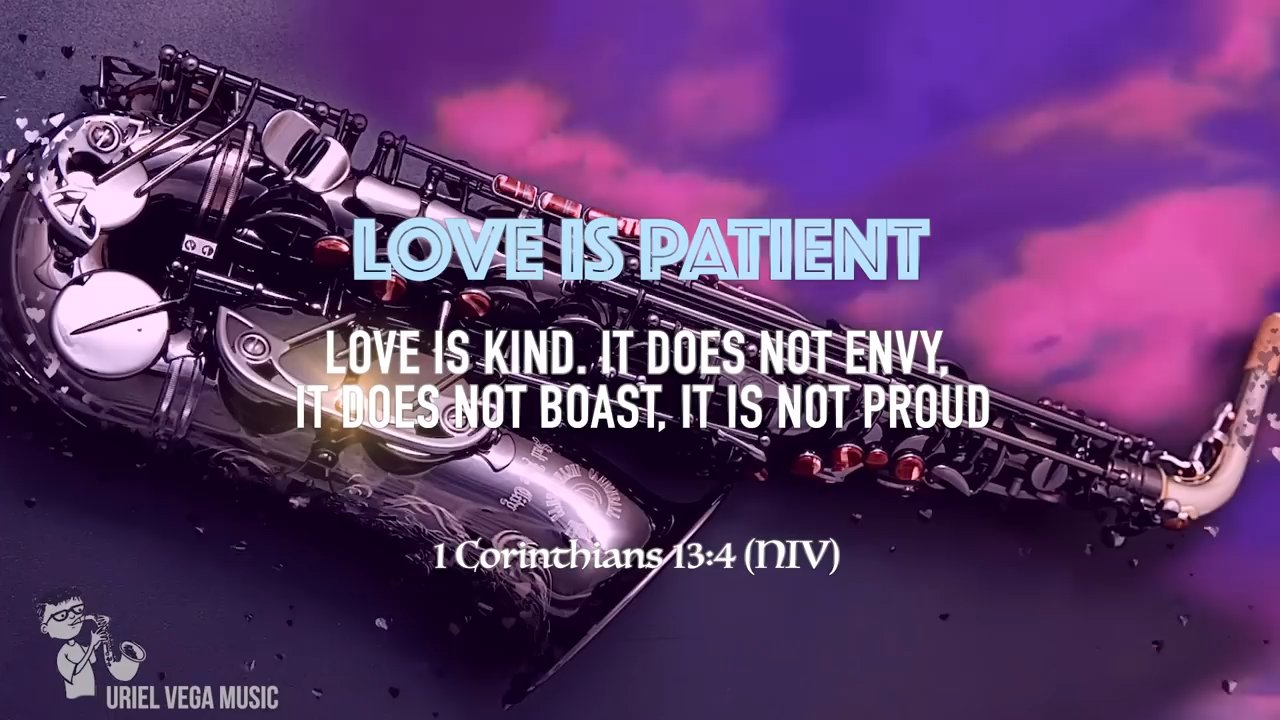 LOVE IS PATIENT
LOVE IS KIND. IT DOES NOT ENVY,
IT DOES NOT BOAST, IT IS NOT PROUD
1 Corinthians 13:4 (NIV)
URIEL VEGA MUSIC